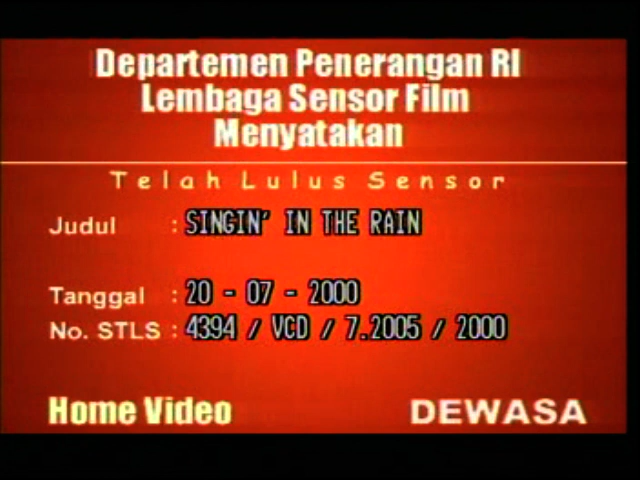 Departemen Penerangan RI
Lembaga Sensor Film
Menyatakan
Telah Lulus Sensor
Judul : SINGIN' IN THE RAIN
Tanggal : 20 - 07 - 2000
No. STLS : 4394 / VCD / 7.2005 / 2000
Home Video DEWASA